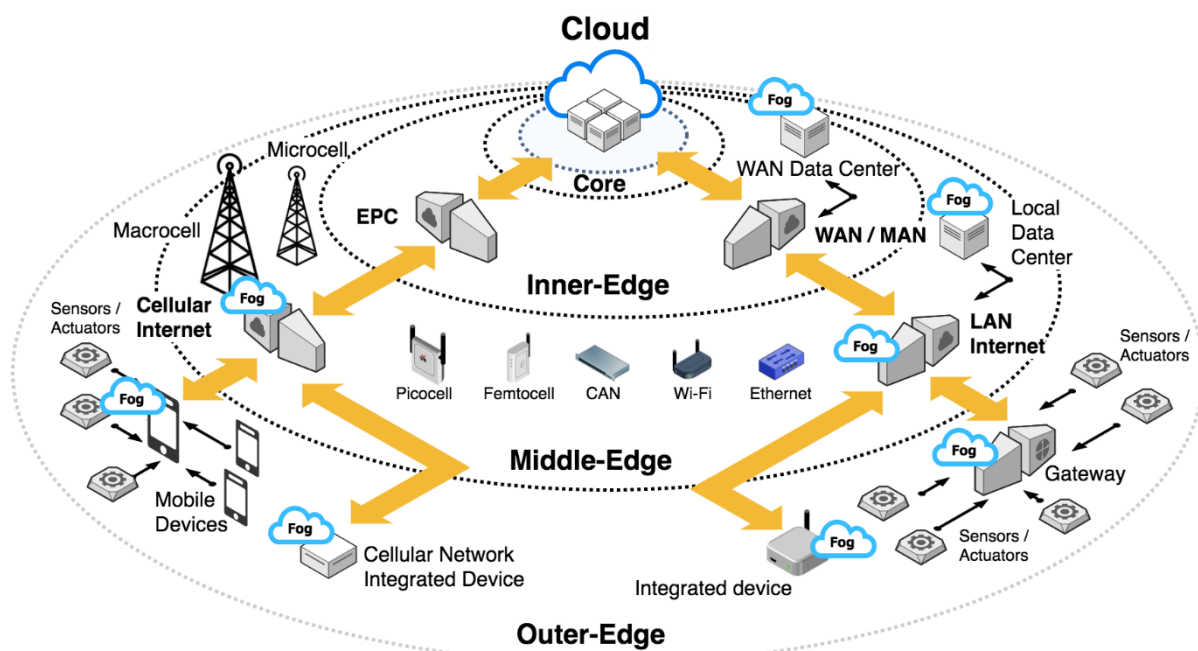 Cloud
Fog
Microcell
WAN Data Center
Core
Fog
Local
Data
Center
EPC
WAN / MAN
Macrocell
Inner-Edge
Fog
Cellular
Internet
Sensors /
Actuators
LAN
Internet
Fog
Sensors /
Actuators
Picocell
Femtocell
CAN
Wi-Fi
Ethernet
Fog
Fog
Middle-Edge
Gateway
Mobile
Devices
Fog
Cellular Network
Integrated Device
Fog
Integrated device
Sensors /
Actuators
Outer-Edge